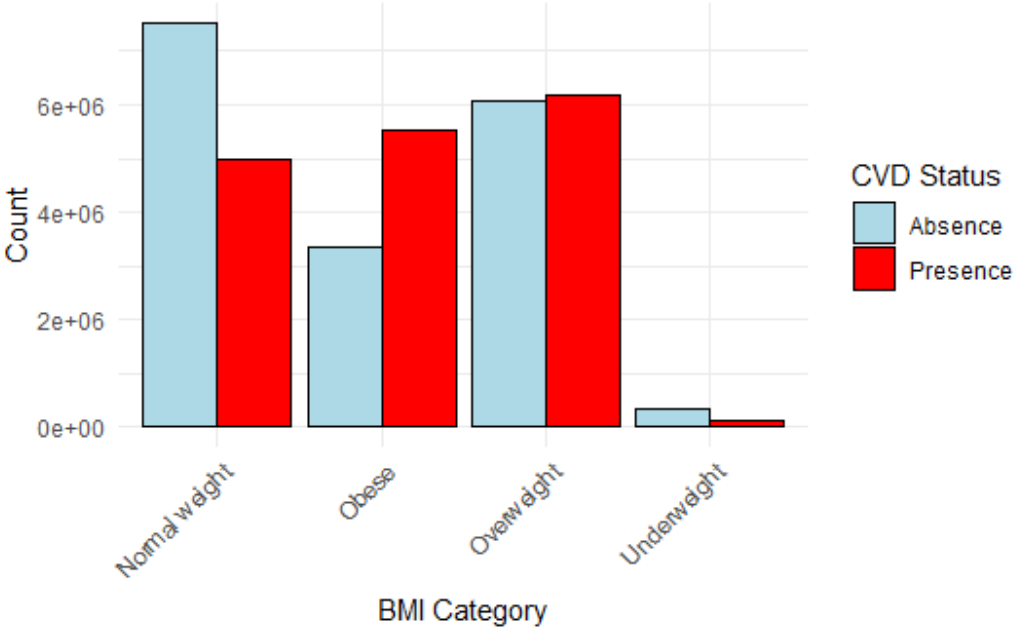 6e+06
4e+06
2e+06
0e+00
Count
Normal weight
Obese
Overweight
Underweight
BMI Category
CVD Status
Absence
Presence